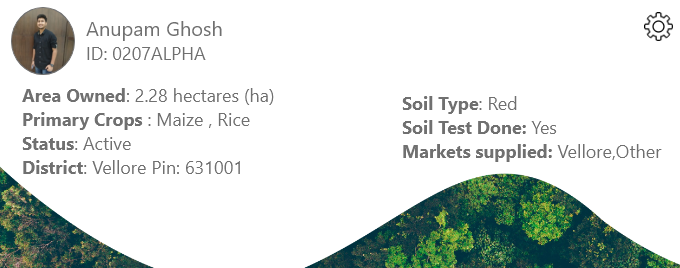 Anupam Ghosh
ID: 0207ALPHA
Area Owned: 2.28 hectares (ha)
Primary Crops : Maize , Rice
Status: Active
District: Vellore Pin: 631001
Soil Type: Red
Soil Test Done: Yes
Markets supplied: Vellore,Other